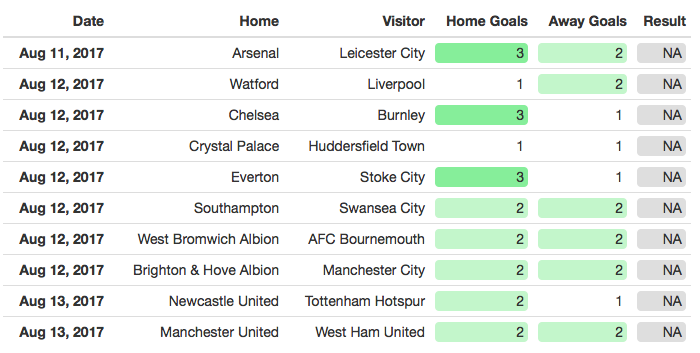 Date Home Visitor Home Goals Away Goals Result
Aug 11, 2017 Arsenal Leicester City 3 2 NA
Aug 12, 2017 Watford Liverpool 1 2 NA
Aug 12, 2017 Chelsea Burnley 3 1 NA
Aug 12, 2017 Crystal Palace Huddersfield Town 1 1 NA
Aug 12, 2017 Everton Stoke City 3 1 NA
Aug 12, 2017 Southampton Swansea City 2 2 NA
Aug 12, 2017 West Bromwich Albion AFC Bournemouth 2 2 NA
Aug 12, 2017 Brighton & Hove Albion Manchester City 2 2 NA
Aug 13, 2017 Newcastle United Tottenham Hotspur 2 1 NA
Aug 13, 2017 Manchester United West Ham United 2 2 NA